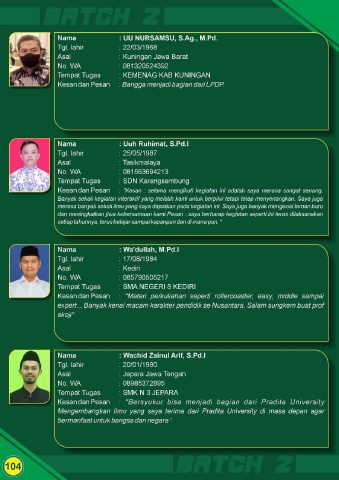 BATCH 2
Nama : UU NURSAMSU, S.Ag., M.Pd.
Tgl. lahir : 22/03/1968
Asal : Kuningan Jawa Barat
No. WA : 081320524392
Tempat Tugas : KEMENAG KAB KUNINGAN
Kesan dan Pesan : Bangga menjadi bagian dari LPDP.
Nama : Uuh Ruhimat, S.Pd.I
Tgl. lahir : 25/05/1987
Asal : Tasikmalaya
No. WA : 081563694213
Tempat Tugas : SDN Karangsembung
Kesan dan Pesan : "Kesan : selama mengikuti kegiatan ini adalah saya merasa sangat senang.
Banyak sekali kegiatan interaktif yang melatih kami untuk berpikir tetapi tetap menyenangkan. Saya juga
merasa banyak sekali ilmu yang saya dapatkan pada kegiatan ini. Saya juga banyak mengenal teman baru
dan meningkatkan jiwa kebersamaan kami Pesan : saya berharap kegiatan seperti ini terus dilaksanakan
setiap tahunnya, terus belajar sampai kapanpun dan di mana pun. "
Nama : Wa'dullah, M.Pd.I
Tgl. lahir : 17/08/1984
Asal : Kediri
No. WA : 085790505217
Tempat Tugas : SMA NEGERI 8 KEDIRI
Kesan dan Pesan : "Materi perkuliahan seperti rollercoaster, easy, middle sampai
expert... Banyak kenal macam karakter pendidik se Nusantara, Salam sungkem buat prof
ekoji"
Nama : Wachid Zainul Arif, S.Pd.I
Tgl. lahir : 20/01/1980
Asal : Jepara Jawa Tengah
No. WA : 08985372895
Tempat Tugas : SMK N 3 JEPARA
Kesan dan Pesan : "Bersyukur bisa menjadi bagian dari Pradita University
Mengembangkan ilmu yang saya terima dari Pradita University di masa depan agar
bermanfaat untuk bangsa dan negara"
104
BATCH 2